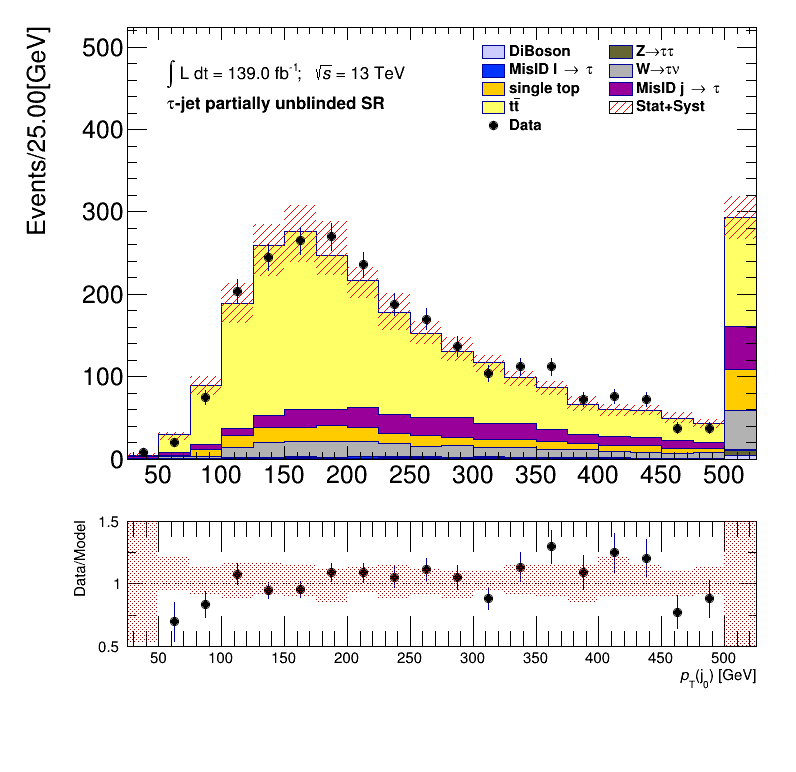 Events/25.00[GeV]
500
400
300
200
100
0
∫ L dt = 139.0 fb⁻¹; √s = 13 TeV
τ-jet partially unblinded SR
DiBoson
Z→ττ
MisID l → τ
W→τν
single top
MisID j → τ
tt̄
Stat+Syst
Data
50 100 150 200 250 300 350 400 450 500
Data/Model
1.5
1
0.5
50 100 150 200 250 300 350 400 450 500
p_T(j_0) [GeV]